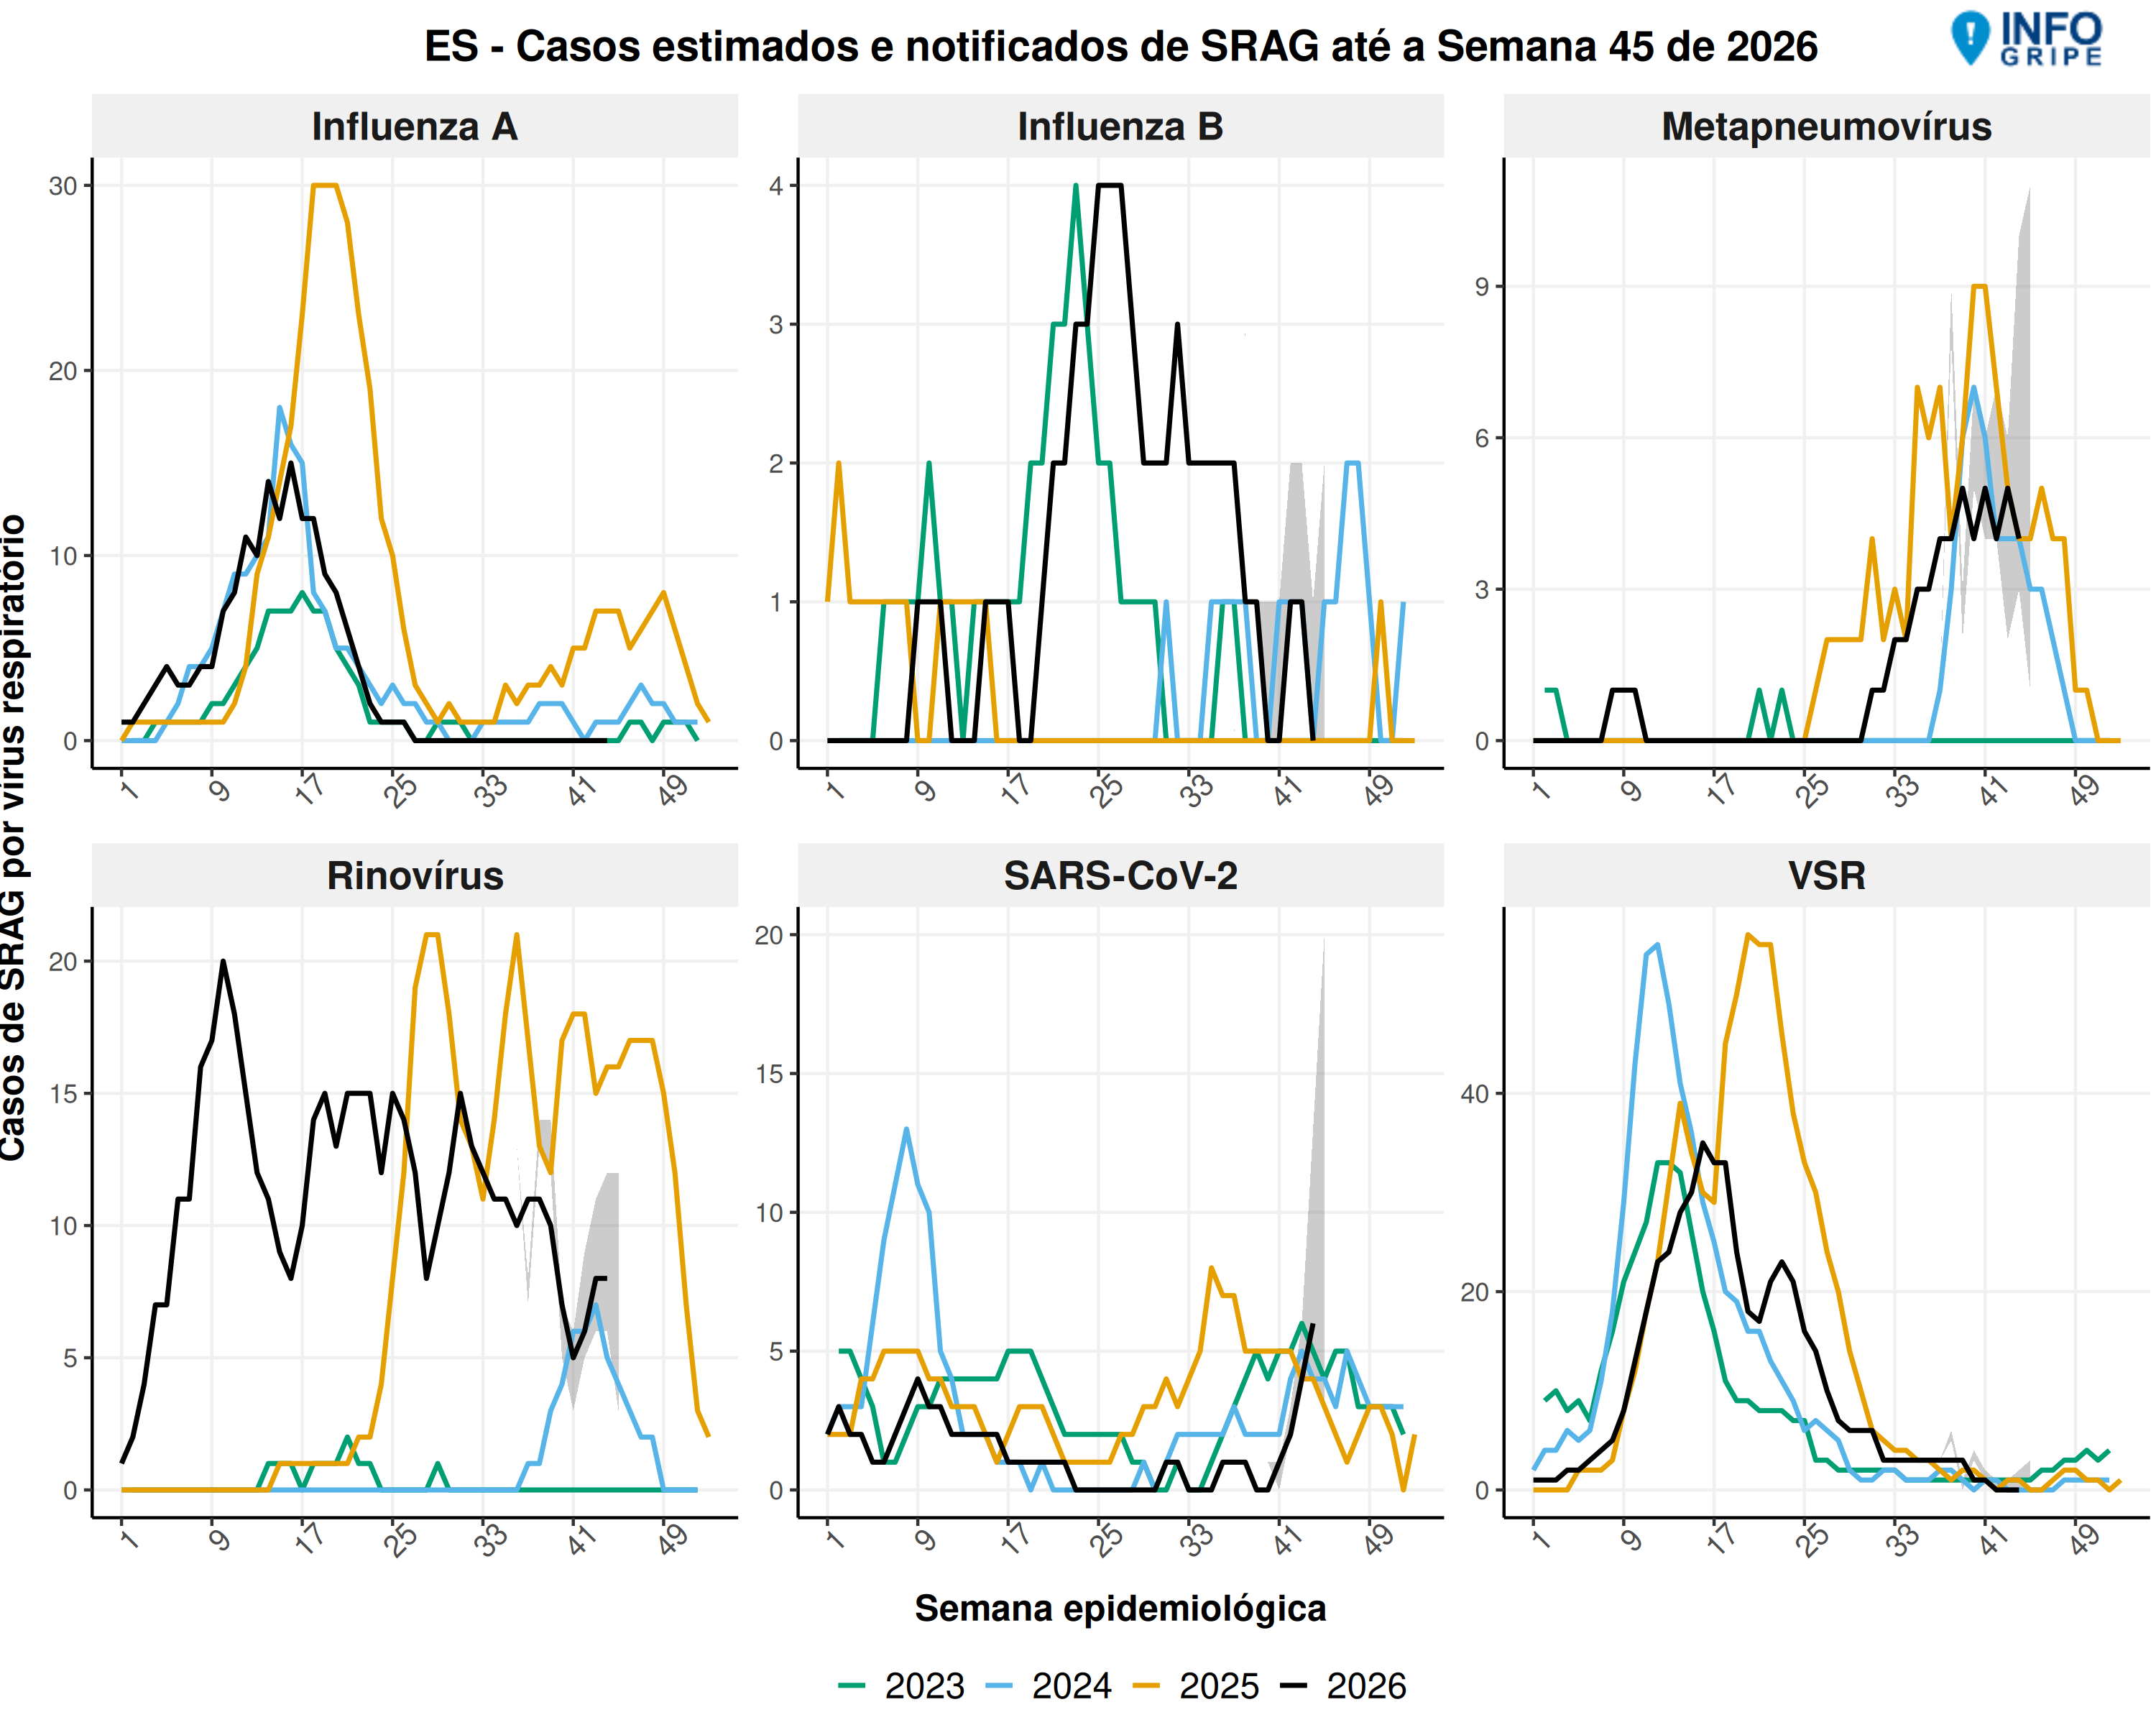 ES - Casos estimados e notificados de SRAG até a Semana 45 de 2026
INFO
GRIPE
Influenza A
Influenza B
Metapneumovírus
30
20
10
0
4
3
2
1
0
9
6
3
0
1 9 17 25 33 41 49
1 9 17 25 33 41 49
1 9 17 25 33 41 49
Casos de SRAG por vírus respiratório
Rinovírus
SARS-CoV-2
VSR
20
15
10
5
0
20
15
10
5
0
40
20
0
1 9 17 25 33 41 49
1 9 17 25 33 41 49
1 9 17 25 33 41 49
Semana epidemiológica
2023 2024 2025 2026